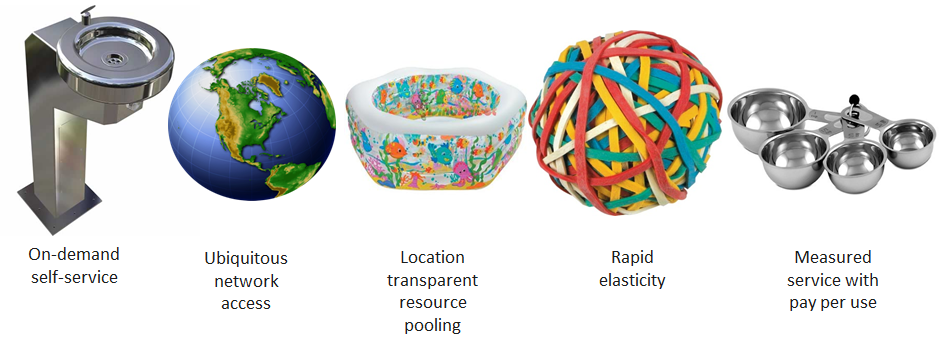 On-demand
self-service
Ubiquitous
network
access
Location
transparent
resource
pooling
Rapid
elasticity
Measured
service with
pay per use